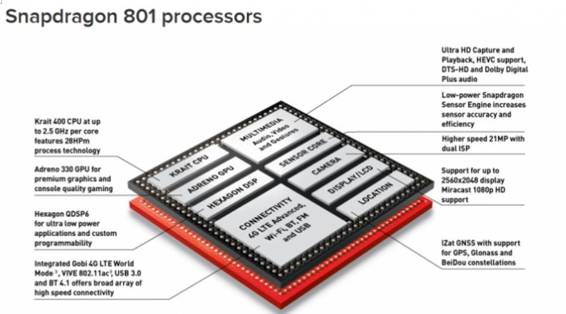 Snapdragon 801 processors
Ultra HD Capture and
Playback, HEVC support,
DTS-HD and Dolby Digital
Plus audio
Low-power Snapdragon
Sensor Engine increases
sensor accuracy and
efficiency
Higher speed 21MP with
dual ISP
Support for up to
2560x2048 display
Miracast 1080p HD
support
IZat GNSS with support
for GPS, Glonass and
BeiDou constellations
Krait 400 CPU at up
to 2.5 GHz per core
features 28HPm
process technology
Adreno 330 GPU for
premium graphics and
console quality gaming
Hexagon QDSP6
for ultra low power
applications and custom
programmability
Integrated Gobi 4G LTE World
Mode¹, VIVE 802.11ac², USB 3.0
and BT 4.1 offers broad array of
high speed connectivity
KRAIT CPU
ADRENO GPU
HEXAGON DSP
MULTIMEDIA
Audio, Video
and Gestures
SENSOR CORE
CAMERA
DISPLAY/LCD
LOCATION
CONNECTIVITY
4G LTE Advanced,
Wi-Fi, BT, FM
and USB